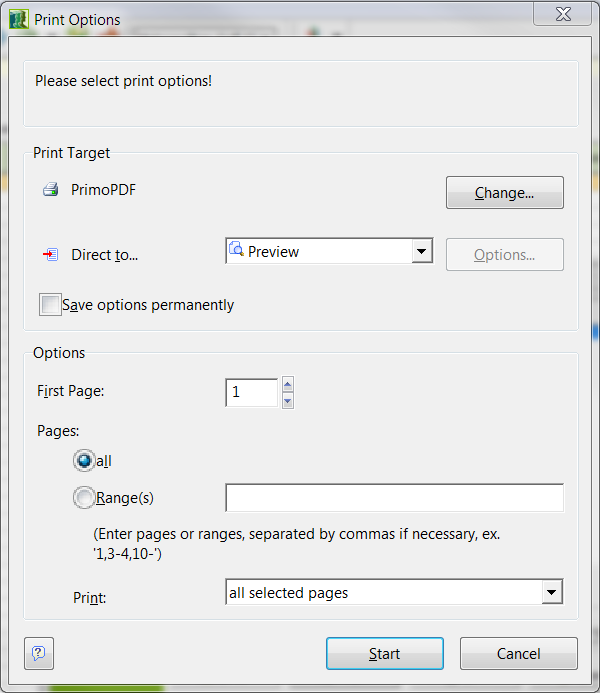 Print Options
Please select print options!
Print Target
PrimoPDF
Change...
Direct to...
Preview
Options...
Save options permanently
Options
First Page:
1
Pages:
all
Range(s)
(Enter pages or ranges, separated by commas if necessary, ex.
'1,3-4,10-')
Print:
all selected pages
?
Start
Cancel